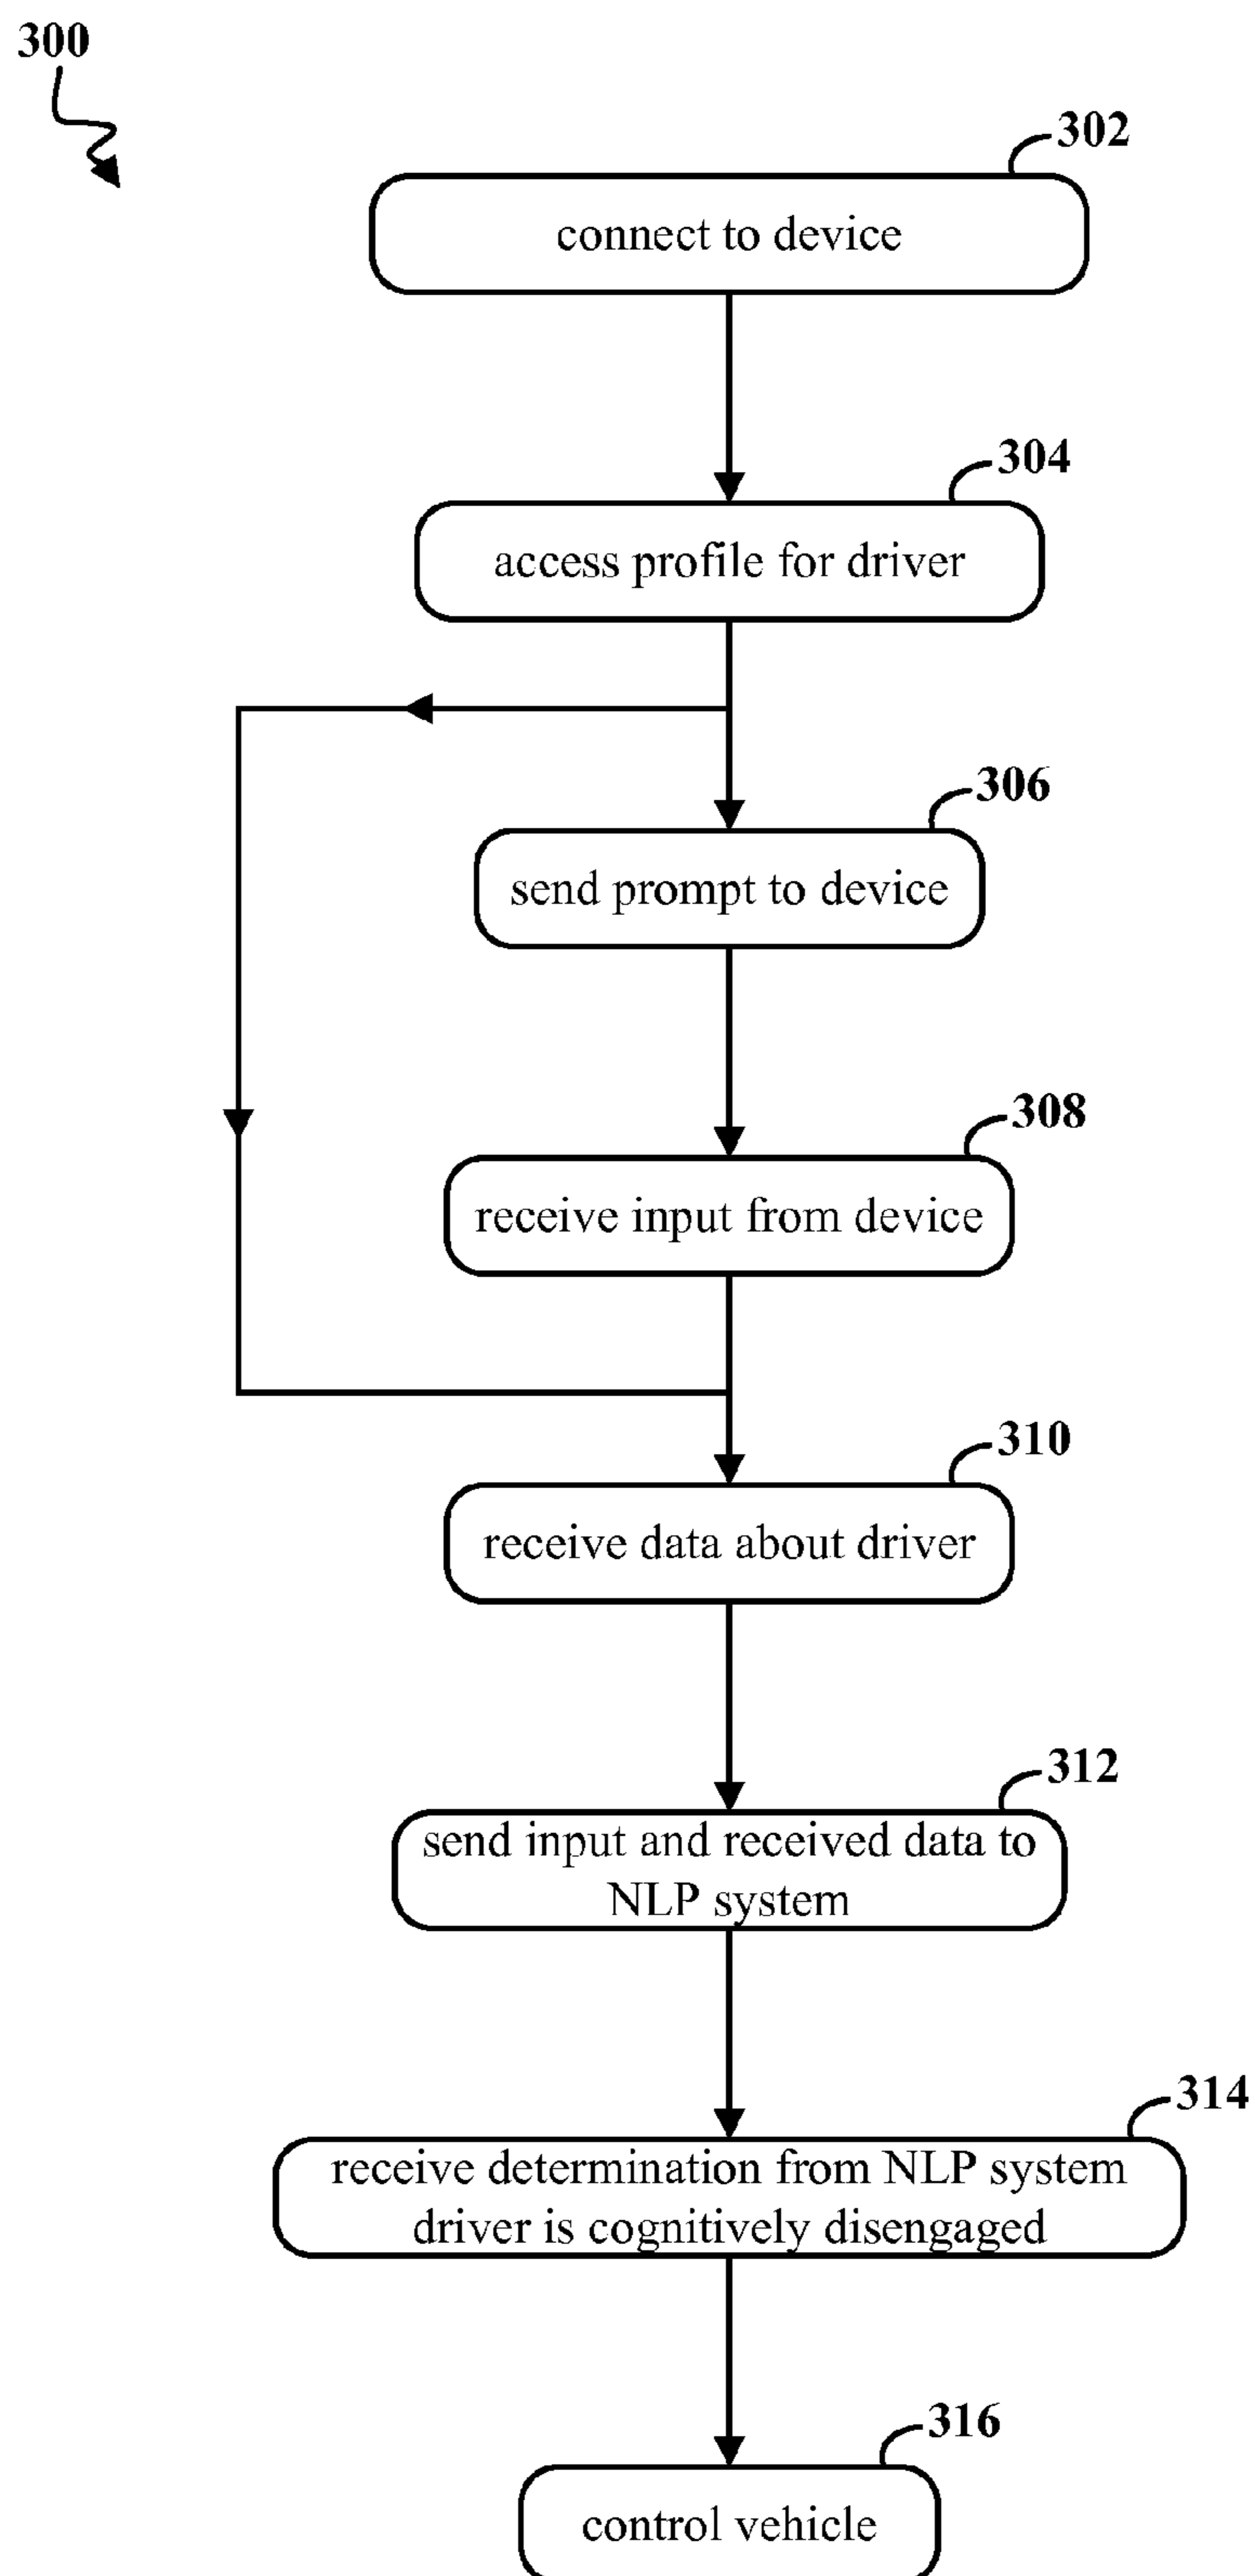 300
302
connect to device
304
access profile for driver
306
send prompt to device
308
receive input from device
310
receive data about driver
312
send input and received data to
NLP system
314
receive determination from NLP system
driver is cognitively disengaged
316
control vehicle